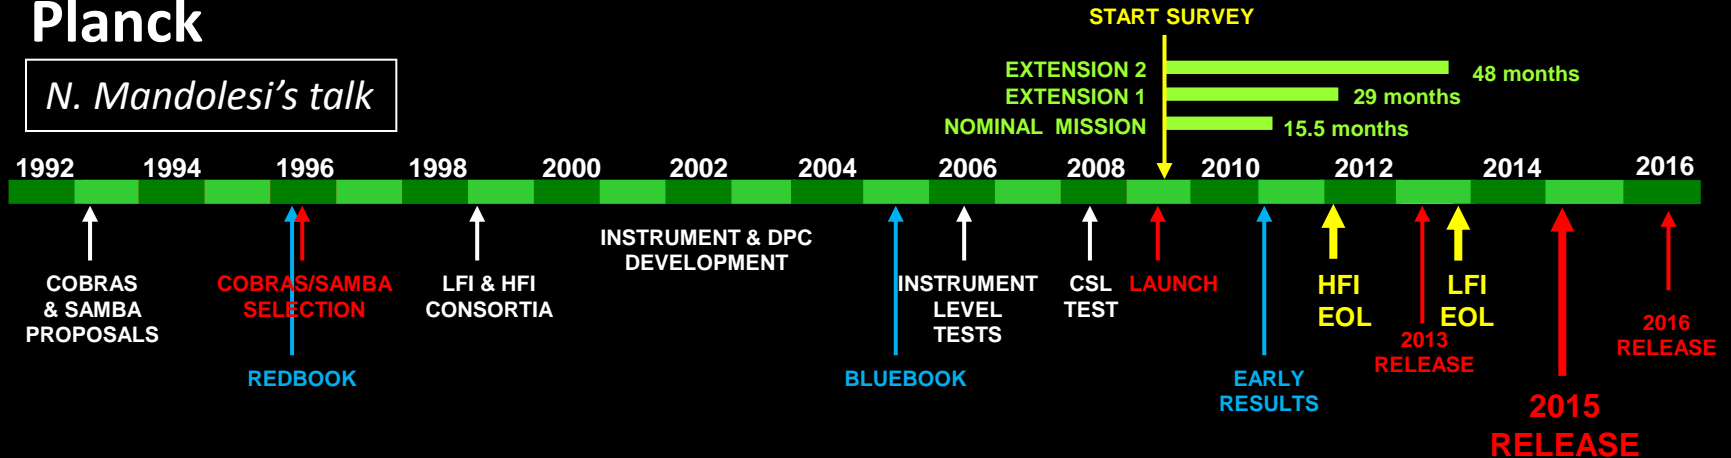 Planck
N. Mandolesi's talk
START SURVEY
EXTENSION 2
48 months
EXTENSION 1
29 months
NOMINAL MISSION
15.5 months
1992 1994 1996 1998 2000 2002 2004 2006 2008 2010 2012 2014 2016
COBRAS
& SAMBA
PROPOSALS
COBRAS/SAMBA
SELECTION
REDBOOK
LFI & HFI
CONSORTIA
INSTRUMENT & DPC
DEVELOPMENT
BLUEBOOK
INSTRUMENT
LEVEL
TESTS
CSL
TEST
LAUNCH
EARLY
RESULTS
HFI
EOL
2013
RELEASE
LFI
EOL
2015
RELEASE
2016
RELEASE